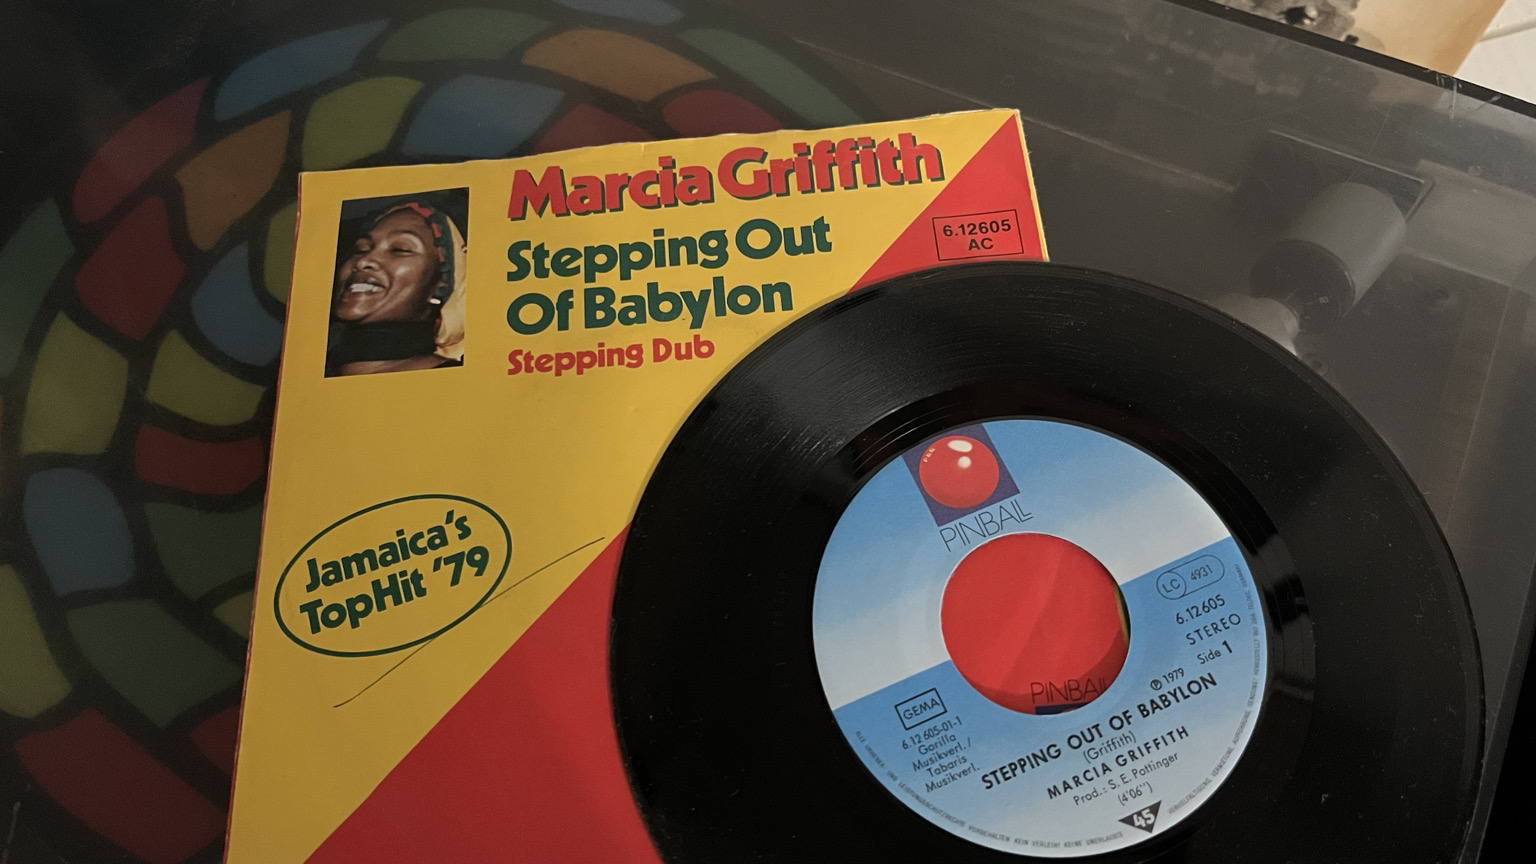 Marcia Griffith
Stepping Out
Of Babylon
Stepping Dub
6.12605
AC
Jamaica's
TopHit '79
PINBALL
LC 4931
6.12605
STEREO
Side 1
℗ 1979
GEMA
6.12 605-01-1
Gorilla
Musikverl./
Tabaris
Musikverl.
STEPPING OUT OF BABYLON
(Griffith)
MARCIA GRIFFITH
Prod.: S. E. Pottinger
(4'06")
45
PINBALL